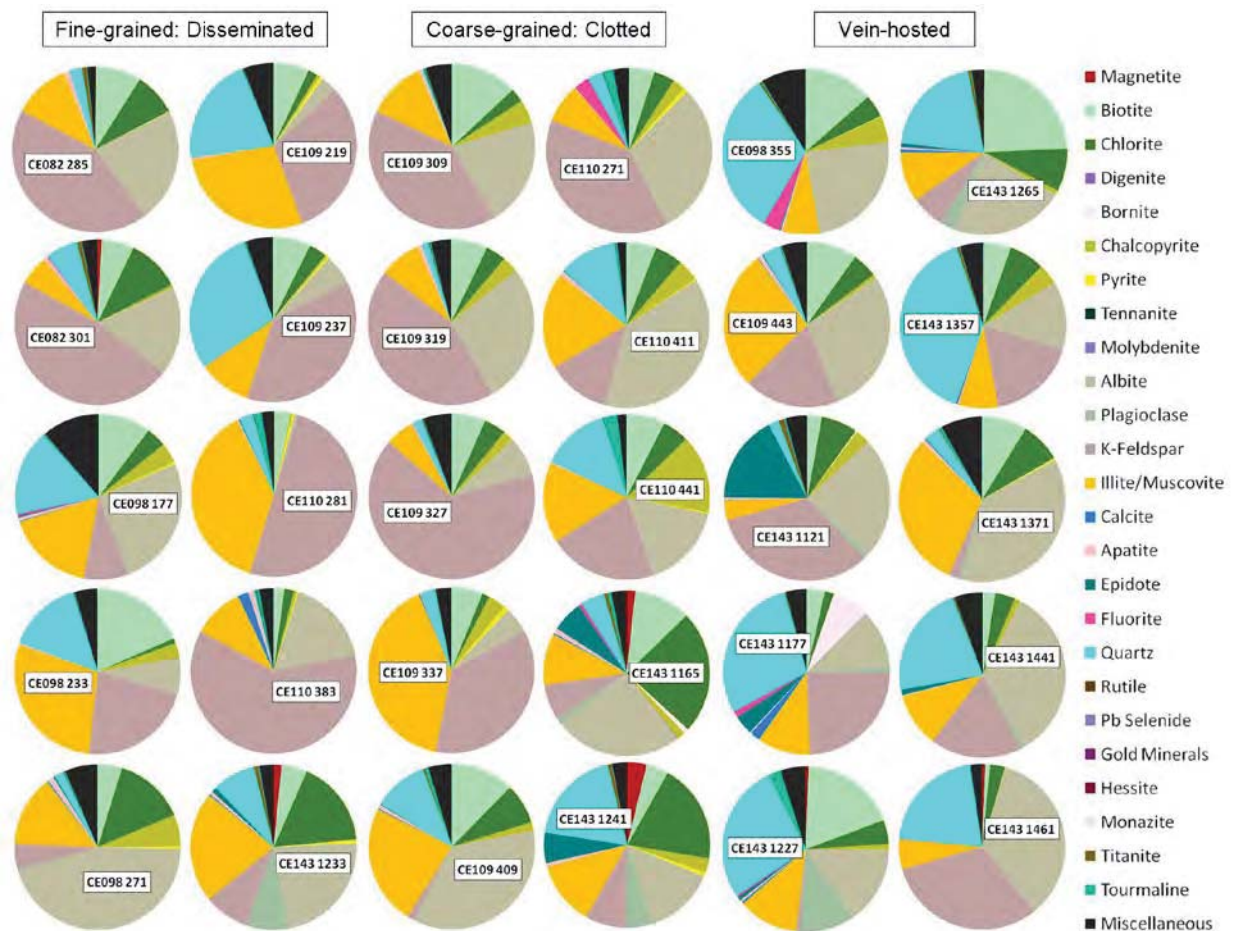 Fine-grained: Disseminated
Coarse-grained: Clotted
Vein-hosted
CE082 285
CE109 219
CE109 309
CE110 271
CE098 355
CE143 1265
CE082 301
CE109 237
CE109 319
CE110 411
CE109 443
CE143 1357
CE098 177
CE110 281
CE109 327
CE110 441
CE143 1121
CE143 1371
CE098 233
CE110 383
CE109 337
CE143 1165
CE143 1177
CE143 1441
CE098 271
CE143 1233
CE109 409
CE143 1241
CE143 1227
CE143 1461
Magnetite
Biotite
Chlorite
Digenite
Bornite
Chalcopyrite
Pyrite
Tennanite
Molybdenite
Albite
Plagioclase
K-Feldspar
Illite/Muscovite
Calcite
Apatite
Epidote
Fluorite
Quartz
Rutile
Pb Selenide
Gold Minerals
Hessite
Monazite
Titanite
Tourmaline
Miscellaneous